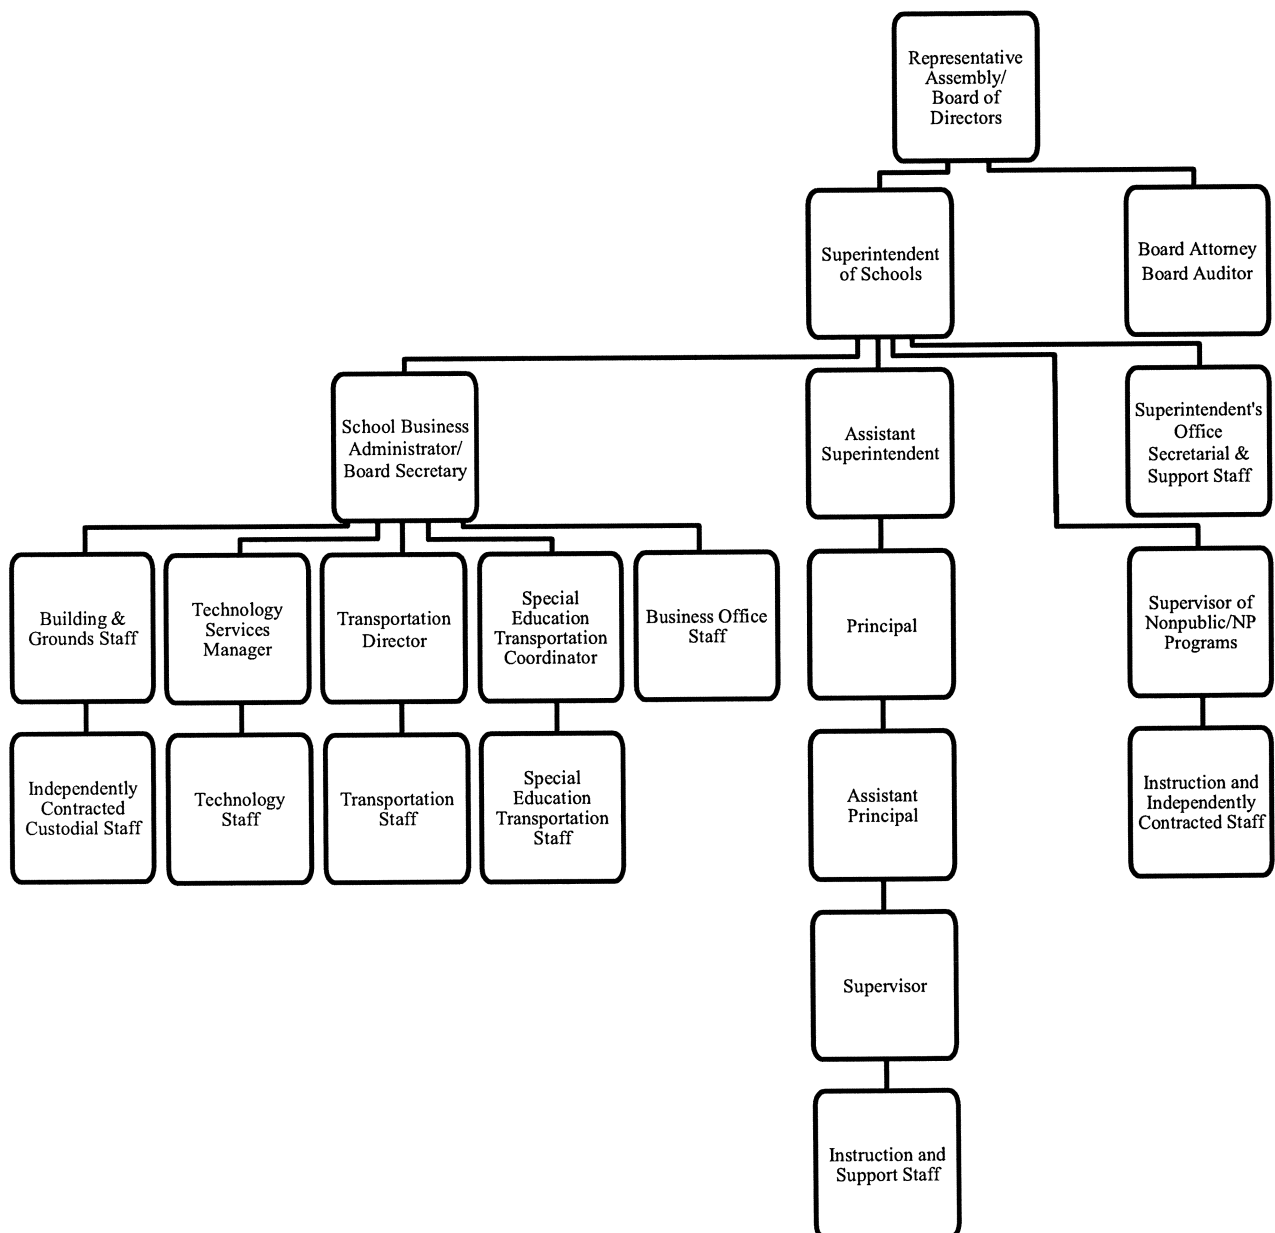 Representative
Assembly/
Board of
Directors
Superintendent
of Schools
Board Attorney
Board Auditor
School Business
Administrator/
Board Secretary
Assistant
Superintendent
Superintendent's
Office
Secretarial &
Support Staff
Building &
Grounds Staff
Technology
Services
Manager
Transportation
Director
Special
Education
Transportation
Coordinator
Business Office
Staff
Principal
Supervisor of
Nonpublic/NP
Programs
Independently
Contracted
Custodial Staff
Technology
Staff
Transportation
Staff
Special
Education
Transportation
Staff
Assistant
Principal
Instruction and
Independently
Contracted Staff
Supervisor
Instruction and
Support Staff